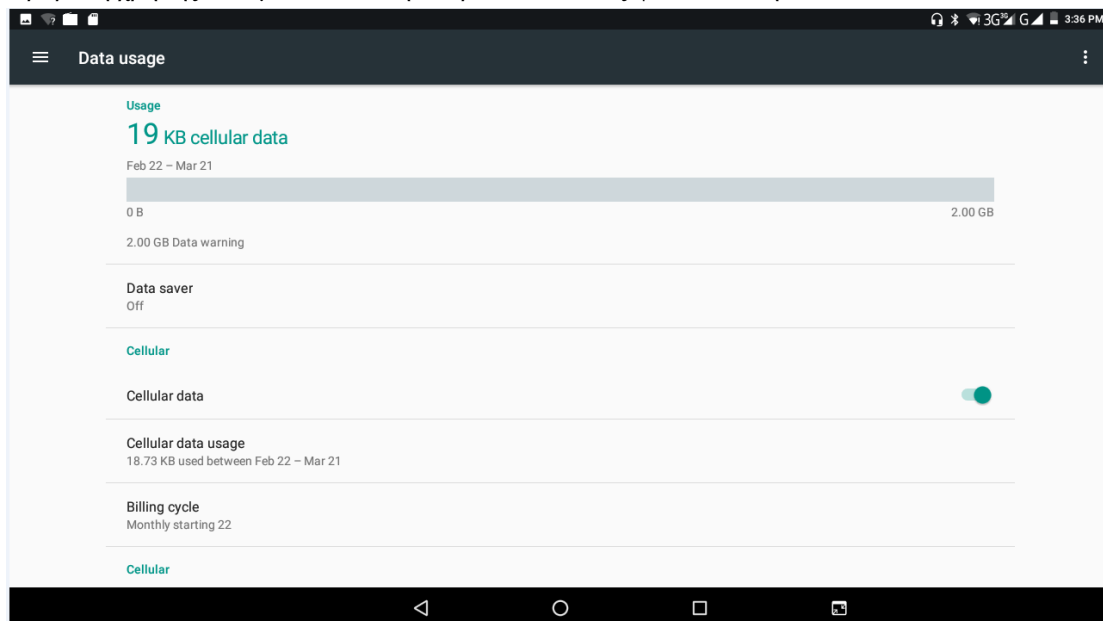 3G 3G G 3:36 PM
Data usage
Usage
19 KB cellular data
Feb 22 – Mar 21
0 B 2.00 GB
2.00 GB Data warning
Data saver
Off
Cellular
Cellular data
Cellular data usage
18.73 KB used between Feb 22 – Mar 21
Billing cycle
Monthly starting 22
Cellular